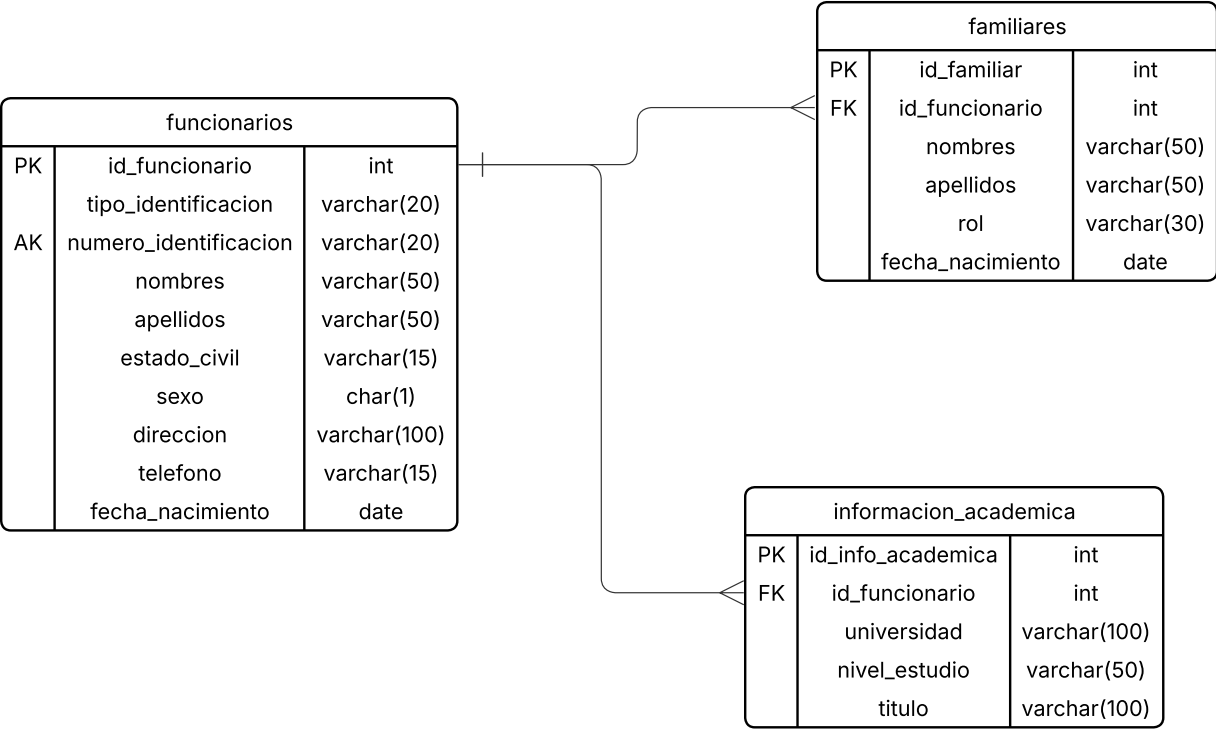 funcionarios
PK id_funcionario int
tipo_identificacion varchar(20)
AK numero_identificacion varchar(20)
nombres varchar(50)
apellidos varchar(50)
estado_civil varchar(15)
sexo char(1)
direccion varchar(100)
telefono varchar(15)
fecha_nacimiento date
familiares
PK id_familiar int
FK id_funcionario int
nombres varchar(50)
apellidos varchar(50)
rol varchar(30)
fecha_nacimiento date
informacion_academica
PK id_info_academica int
FK id_funcionario int
universidad varchar(100)
nivel_estudio varchar(50)
titulo varchar(100)